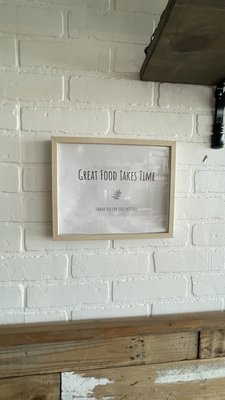 Great Food Takes Time
Thank you for your patience